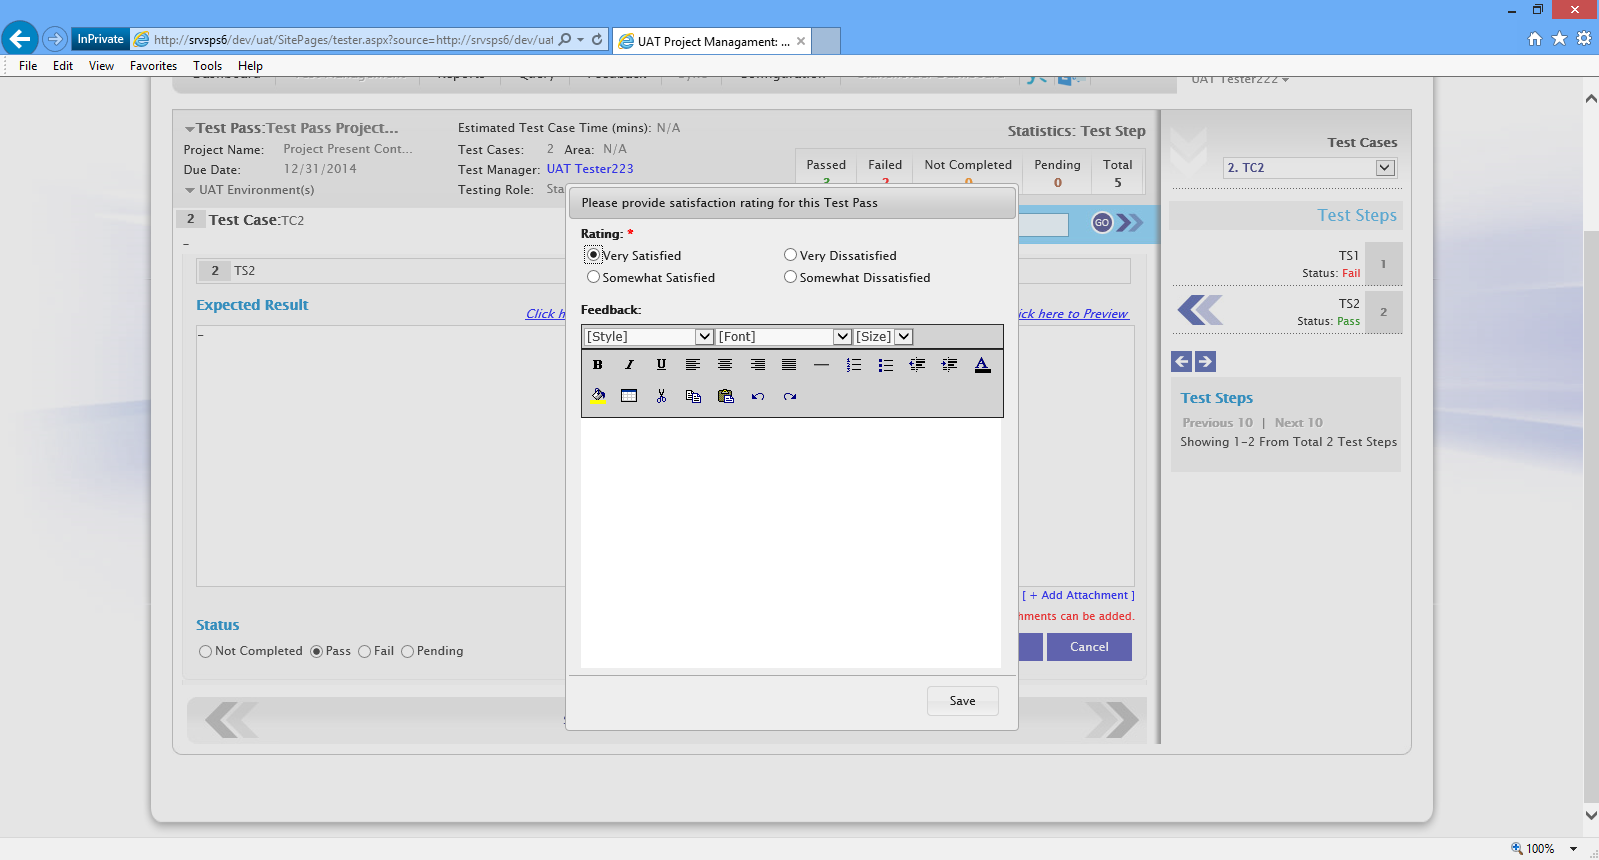 InPrivate http://srvsps6/dev/uat/SitePages/tester.aspx?source=http://srvsps6/dev/uat UAT Project Managament: ...
File Edit View Favorites Tools Help
UAT Tester222
Test Pass:Test Pass Project...
Project Name: Project Present Cont...
Due Date: 12/31/2014
UAT Environment(s)
Estimated Test Case Time (mins): N/A
Test Cases: 2 Area: N/A
Test Manager: UAT Tester223
Testing Role: Sta
Statistics: Test Step
Passed Failed Not Completed Pending Total
0 5
2 Test Case:TC2
GO
–
2 TS2
Expected Result
Click h
ick here to Preview
–
Please provide satisfaction rating for this Test Pass
Rating: *
Very Satisfied Very Dissatisfied
Somewhat Satisfied Somewhat Dissatisfied
Feedback:
[Style] [Font] [Size]
B I U A
Save
[ + Add Attachment ]
hments can be added.
Status
Not Completed Pass Fail Pending
Cancel
Test Cases
2. TC2
Test Steps
TS1
Status: Fail
1
TS2
Status: Pass
2
Test Steps
Previous 10 | Next 10
Showing 1-2 From Total 2 Test Steps
100%